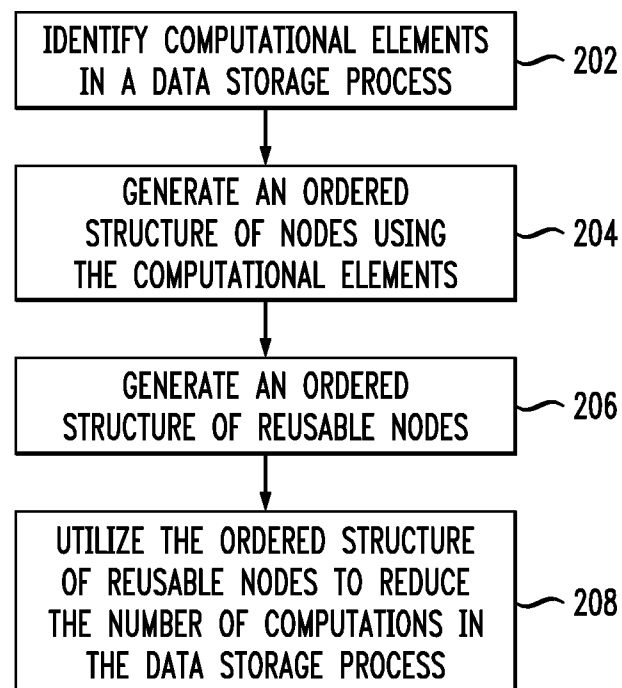 IDENTIFY COMPUTATIONAL ELEMENTS
IN A DATA STORAGE PROCESS
202
GENERATE AN ORDERED
STRUCTURE OF NODES USING
THE COMPUTATIONAL ELEMENTS
204
GENERATE AN ORDERED
STRUCTURE OF REUSABLE NODES
206
UTILIZE THE ORDERED STRUCTURE
OF REUSABLE NODES TO REDUCE
THE NUMBER OF COMPUTATIONS IN
THE DATA STORAGE PROCESS
208